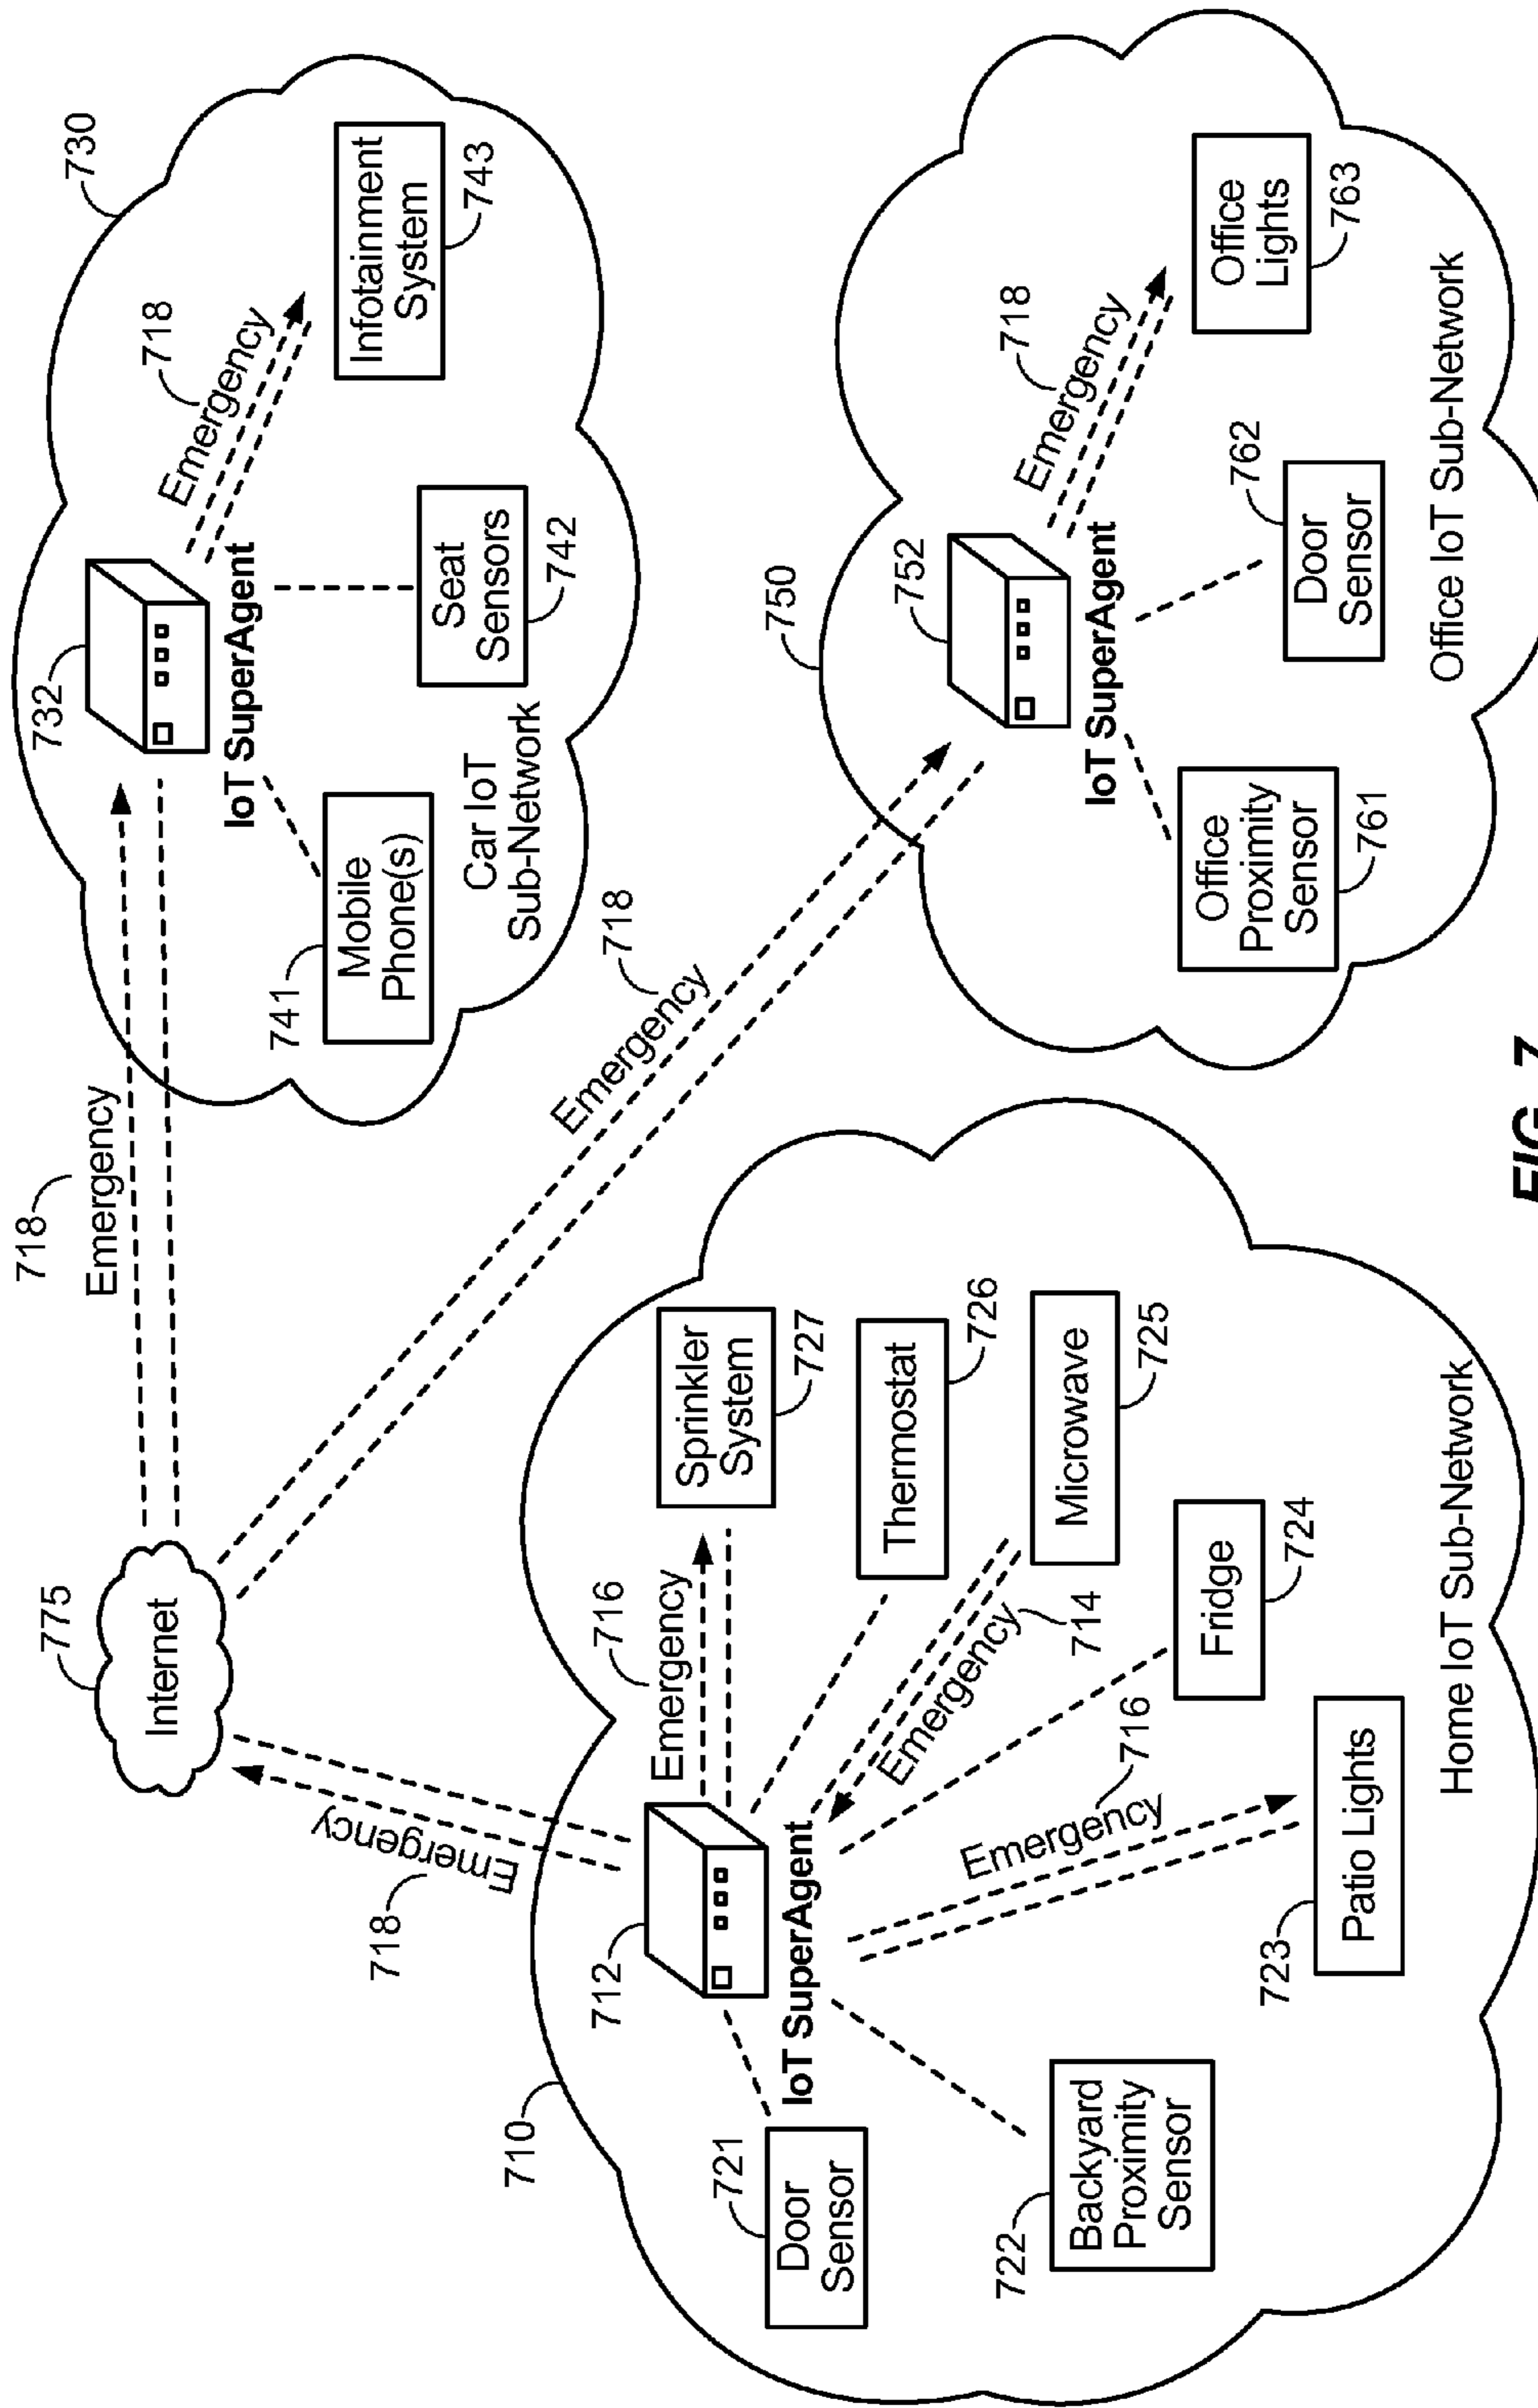 775
Internet
718
Emergency
718
Emergency
718
Emergency
730
732
IoT SuperAgent
718
Emergency
741
Mobile
Phone(s)
Seat
Sensors
742
Infotainment
System
743
Car IoT
Sub-Network
710
712
IoT SuperAgent
716
Emergency
Sprinkler
System
727
721
Door
Sensor
Thermostat
726
Emergency
714
Microwave
725
722
Backyard
Proximity
Sensor
Emergency
716
Fridge
724
723
Patio Lights
Home IoT Sub-Network
750
752
IoT SuperAgent
718
Emergency
Office
Proximity
Sensor
761
762
Door
Sensor
Office
Lights
763
Office IoT Sub-Network
FIG. 7